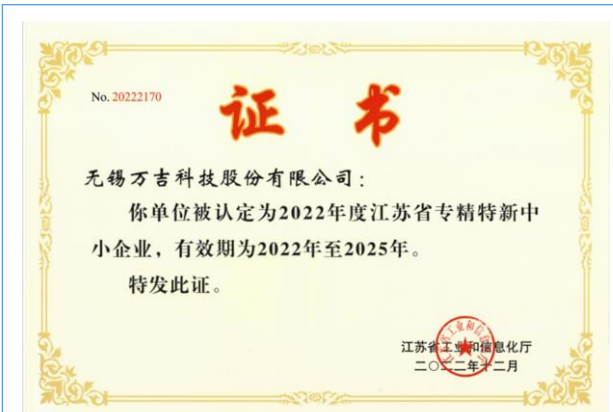 No. 20222170
证书
无锡万吉科技股份有限公司：
你单位被认定为2022年度江苏省专精特新中
小企业，有效期为2022年至2025年。
特发此证。
江苏省工业和信息化厅
二〇二二年十二月